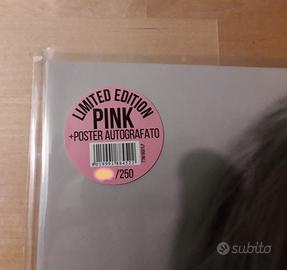 LIMITED EDITION
PINK
+POSTER AUTOGRAFATO
/250
subito